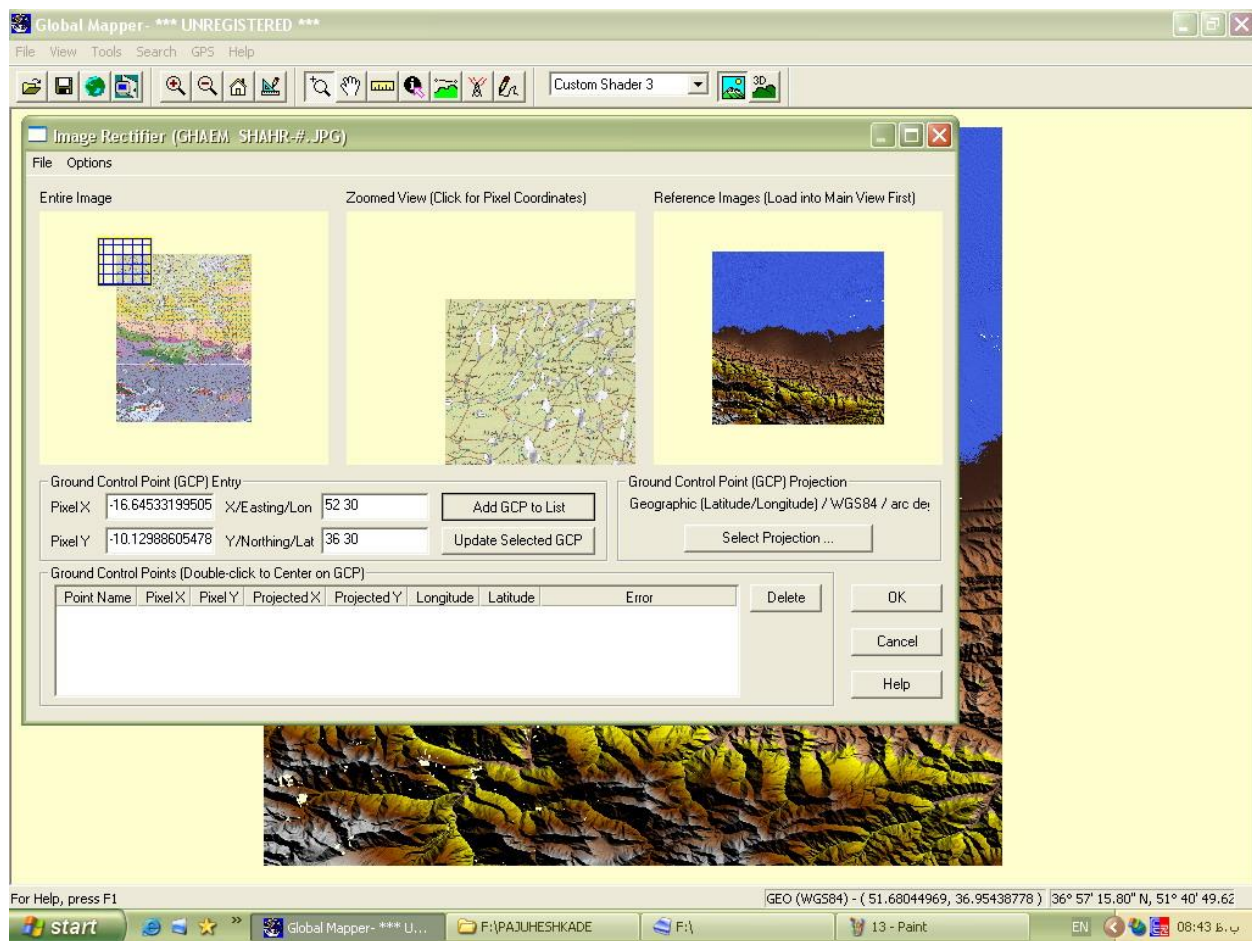 Global Mapper- *** UNREGISTERED ***
File View Tools Search GPS Help
Custom Shader 3
3D
Image Rectifier (GHAEM SHAHR-#.JPG)
File Options
Entire Image
Zoomed View (Click for Pixel Coordinates)
Reference Images (Load into Main View First)
Ground Control Point (GCP) Entry
Pixel X -16.64533199505 X/Easting/Lon 52 30 Add GCP to List
Pixel Y -10.12988605478 Y/Northing/Lat 36 30 Update Selected GCP
Ground Control Point (GCP) Projection
Geographic (Latitude/Longitude) / WGS84 / arc de
Select Projection ...
Ground Control Points (Double-click to Center on GCP)
Point Name Pixel X Pixel Y Projected X Projected Y Longitude Latitude Error
Delete
OK
Cancel
Help
For Help, press F1
GEO (WGS84) - ( 51.68044969, 36.95438778 ) 36° 57' 15.80" N, 51° 40' 49.62
start
Global Mapper- *** U...
F:\PAJUHESHKADE
F:\
13 - Paint
EN
08:43 ب.ظ